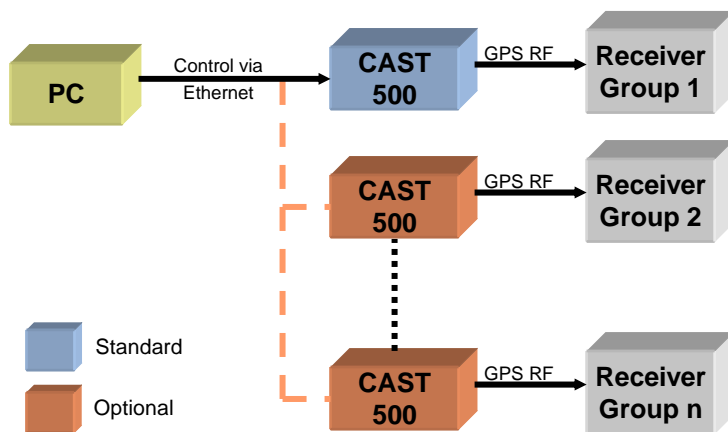 PC
Control via
Ethernet
CAST
500
GPS RF
Receiver
Group 1
CAST
500
GPS RF
Receiver
Group 2
CAST
500
GPS RF
Receiver
Group n
Standard
Optional